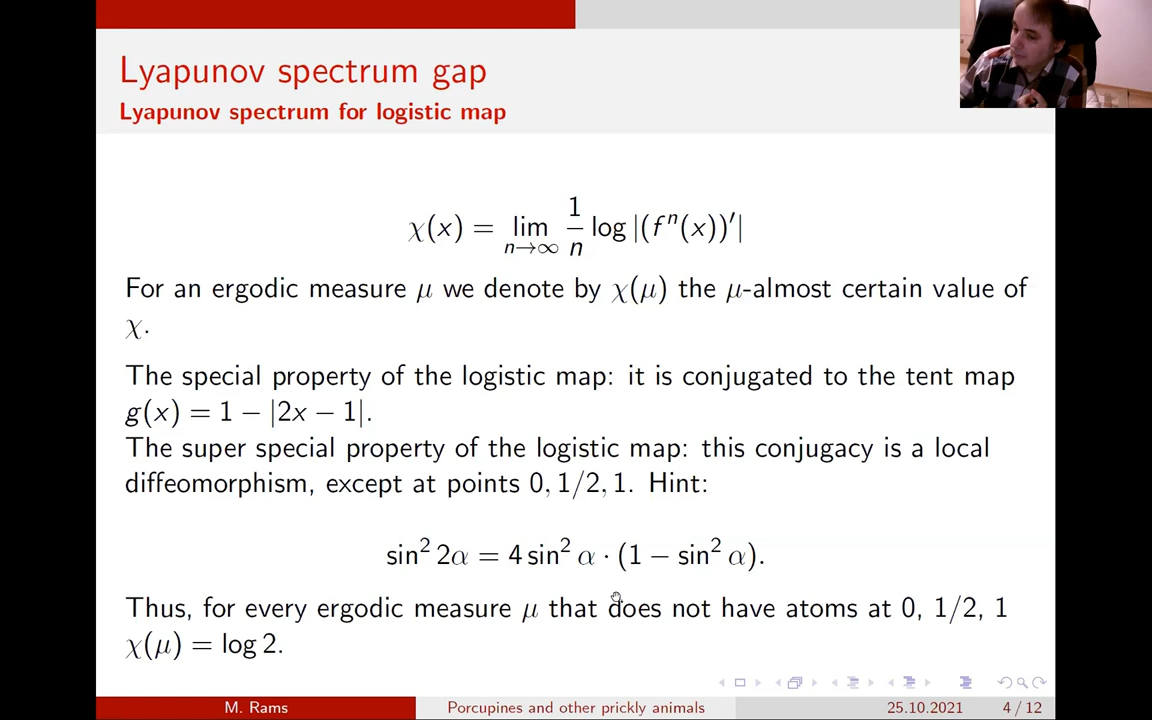 Lyapunov spectrum gap
Lyapunov spectrum for logistic map
χ(x) = lim_{n→∞} 1/n log |(fⁿ(x))′|
For an ergodic measure μ we denote by χ(μ) the μ-almost certain value of
χ.
The special property of the logistic map: it is conjugated to the tent map
g(x) = 1 − |2x − 1|.
The super special property of the logistic map: this conjugacy is a local
diffeomorphism, except at points 0, 1/2, 1. Hint:
sin² 2α = 4 sin² α · (1 − sin² α).
Thus, for every ergodic measure μ that does not have atoms at 0, 1/2, 1
χ(μ) = log 2.
M. Rams Porcupines and other prickly animals 25.10.2021 4 / 12